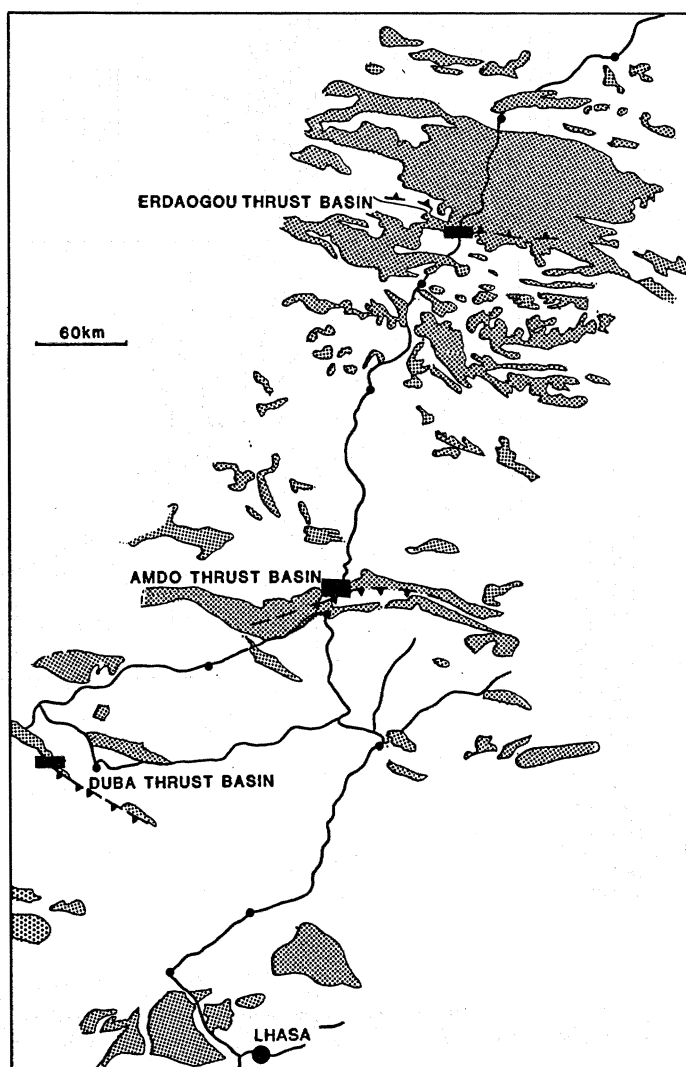 ERDAOGOU THRUST BASIN
60km
AMDO THRUST BASIN
DUBA THRUST BASIN
LHASA